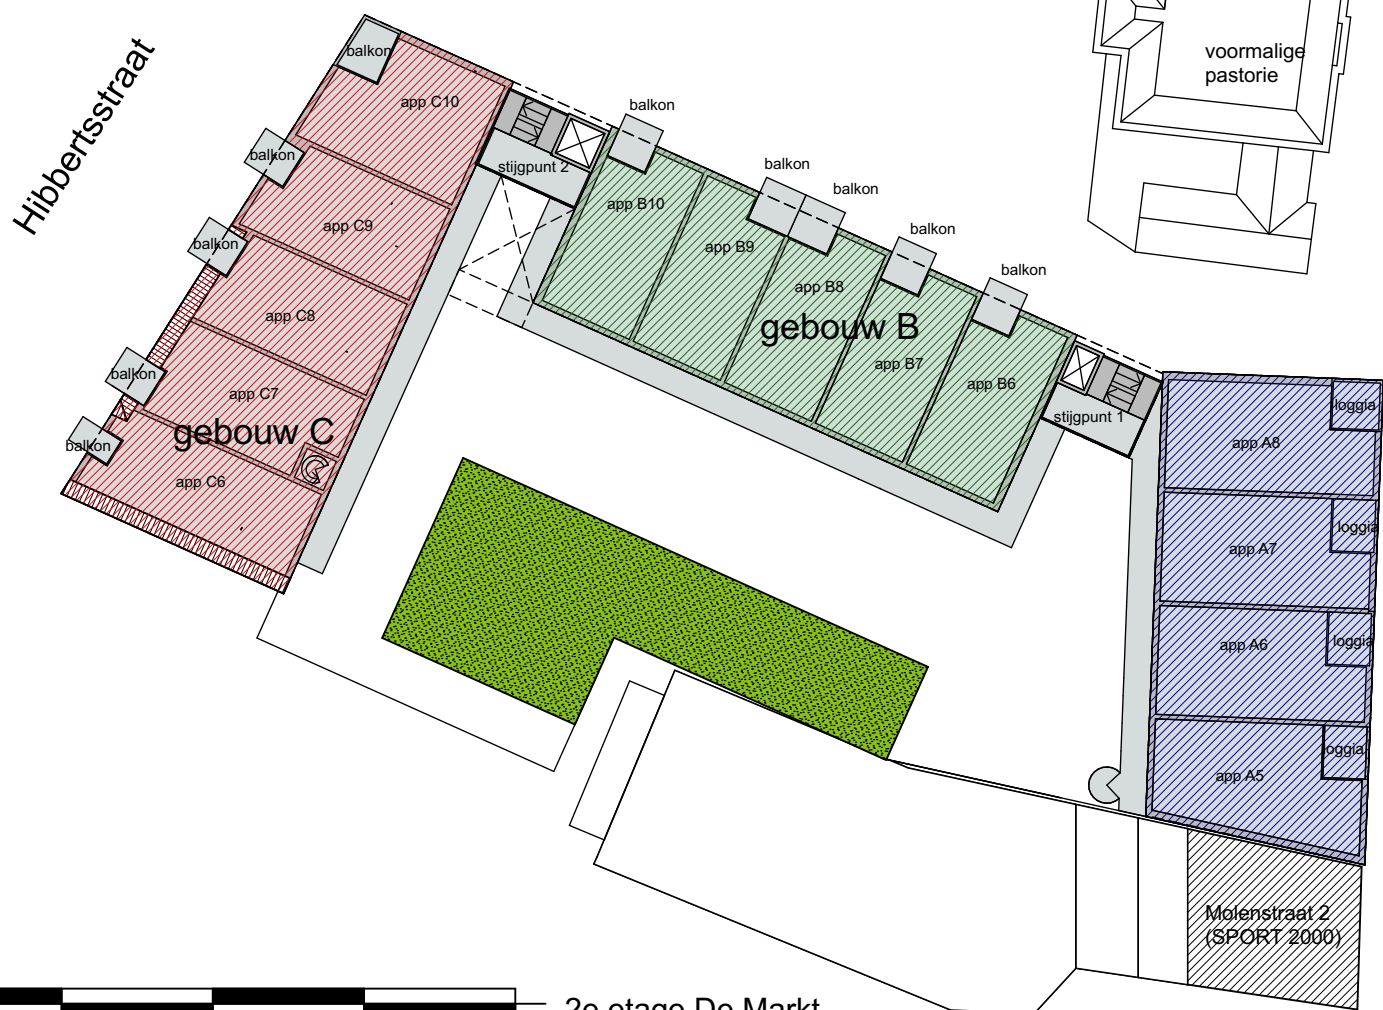 Hibbertsstraat
voormalige
pastorie
balkon
app C10
balkon
balkon
stijgpunt 2
balkon
app B10
balkon
balkon
app C9
app B9
balkon
balkon
balkon
app B8
app C8
gebouw B
app B7
stijgpunt 1
balkon
app C7
app B6
loggia
app A8
gebouw C
balkon
app C6
loggia
app A7
loggia
app A6
oggia
app A5
Molenstraat 2
(SPORT 2000)
2e etage De Markt